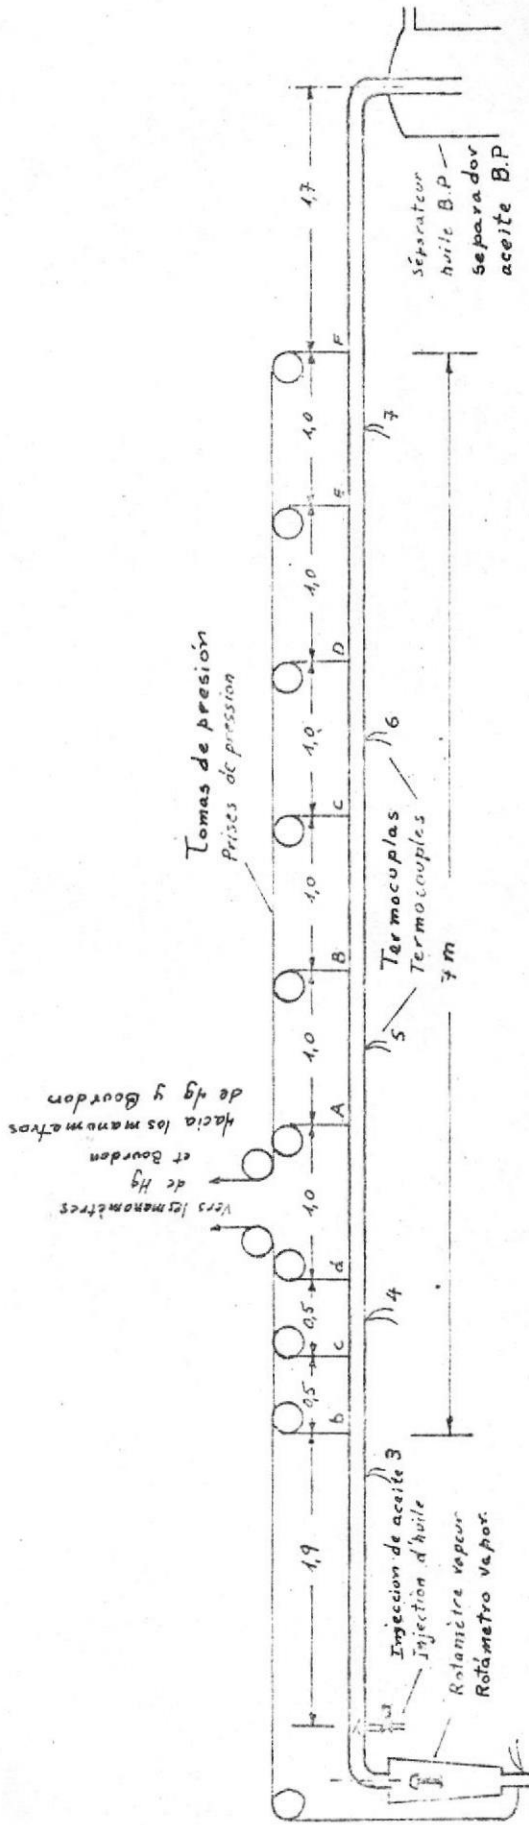 Tomas de presión
Prises de pression
Vers les manomètres
de Hg
et Bourdon
Hacia los manometros
de Hg y Bourdon
1,9
0,5
0,5
1,0
1,0
1,0
1,0
1,0
1,0
1,7
b
c
d
A
B
C
D
E
F
Injeccion de aceite 3
Injection d'huile
4
5
6
7
Termocuplas
Termocouples
7 m
Rotamètre vapeur
Rotámetro vapor.
Séparateur
huile B.P
separador
aceite B.P